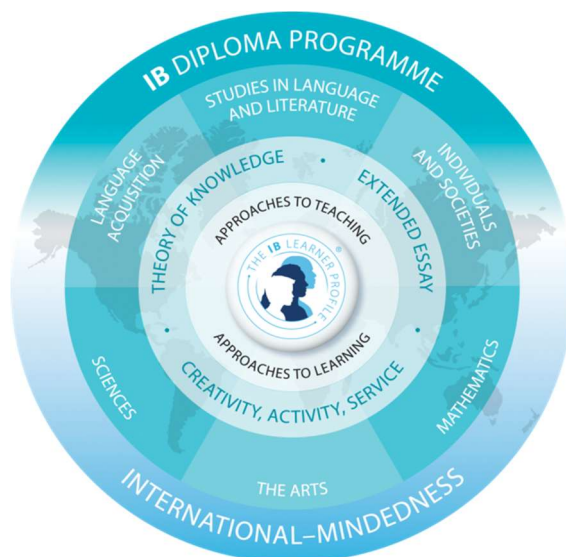 IB DIPLOMA PROGRAMME
STUDIES IN LANGUAGE
AND LITERATURE
LANGUAGE
ACQUISITION
INDIVIDUALS
AND SOCIETIES
THEORY OF KNOWLEDGE
•
EXTENDED ESSAY
APPROACHES TO TEACHING
THE IB LEARNER PROFILE
®
APPROACHES TO LEARNING
•
•
CREATIVITY, ACTIVITY, SERVICE
SCIENCES
MATHEMATICS
THE ARTS
INTERNATIONAL–MINDEDNESS